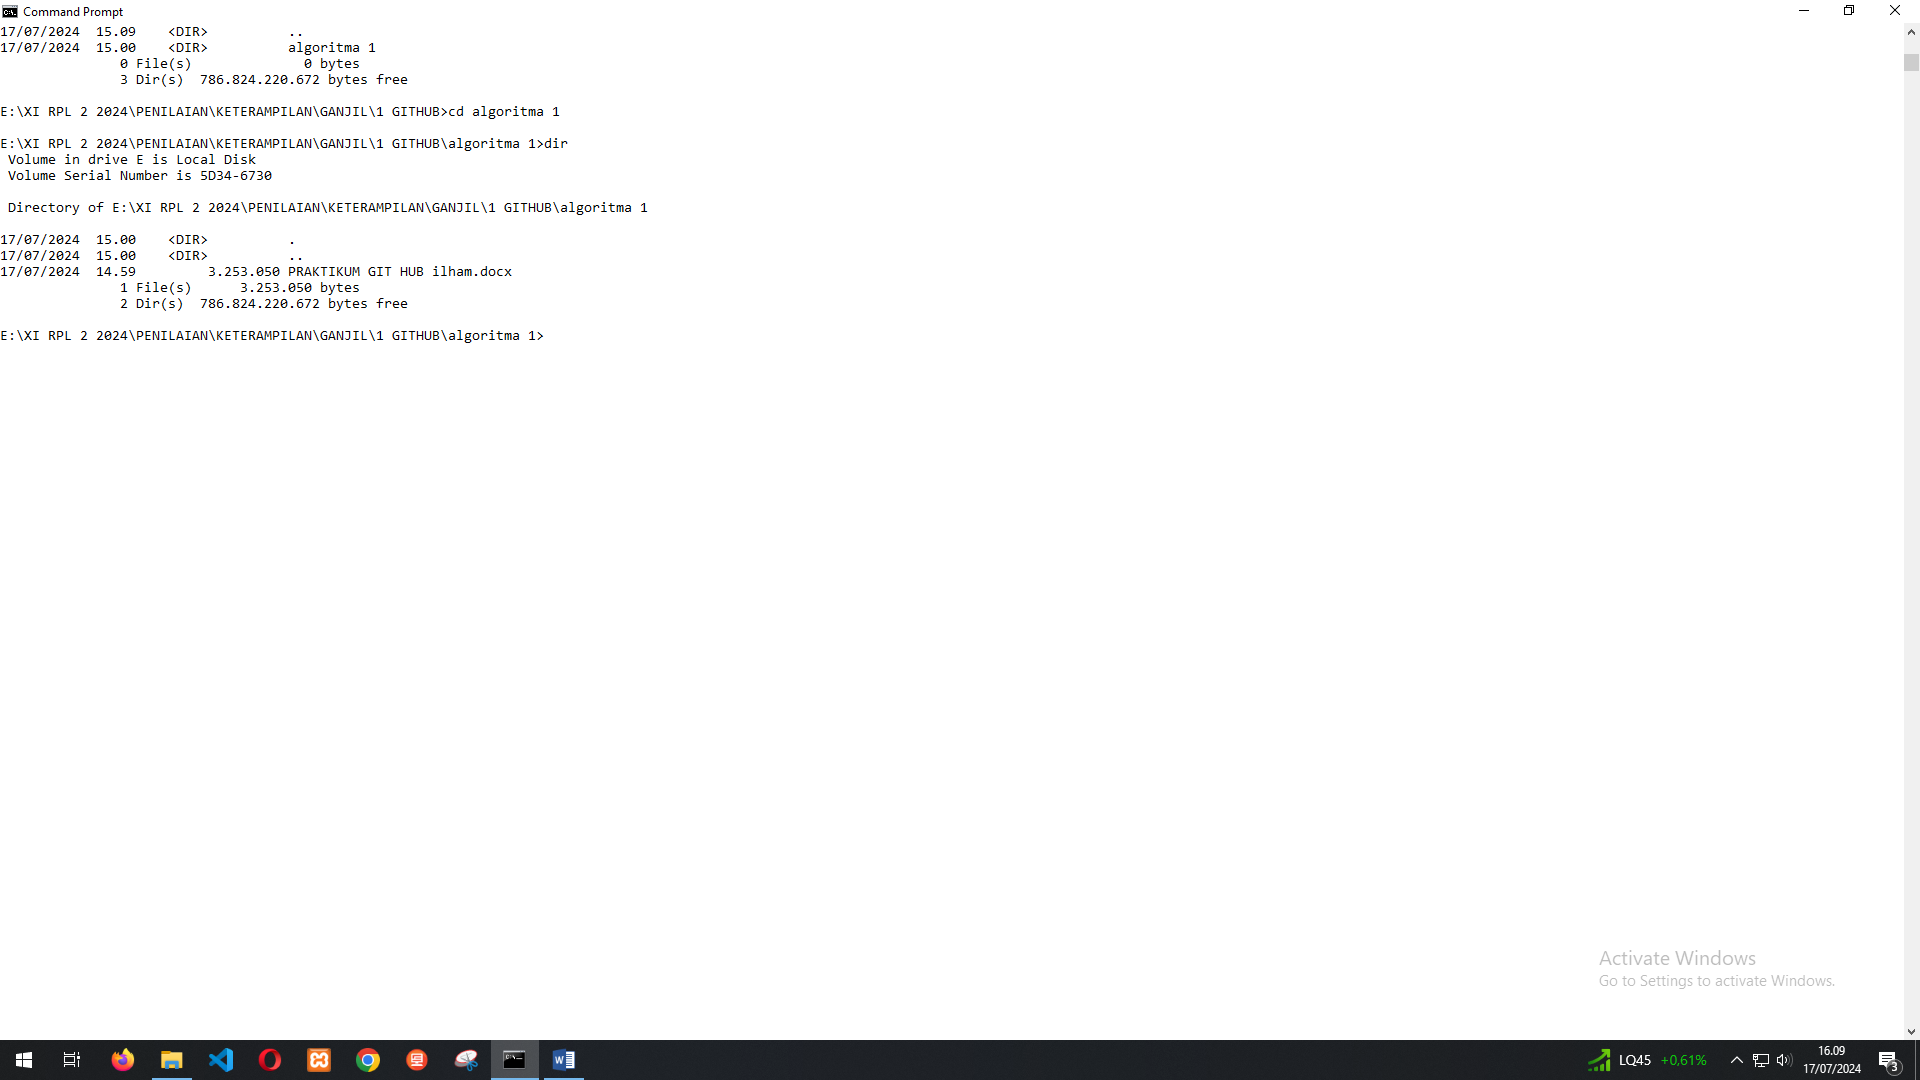 Command Prompt
17/07/2024  15.09    <DIR>          ..
17/07/2024  15.00    <DIR>          algoritma 1
               0 File(s)              0 bytes
               3 Dir(s)  786.824.220.672 bytes free
E:\XI RPL 2 2024\PENILAIAN\KETERAMPILAN\GANJIL\1 GITHUB>cd algoritma 1
E:\XI RPL 2 2024\PENILAIAN\KETERAMPILAN\GANJIL\1 GITHUB\algoritma 1>dir
 Volume in drive E is Local Disk
 Volume Serial Number is 5D34-6730
 Directory of E:\XI RPL 2 2024\PENILAIAN\KETERAMPILAN\GANJIL\1 GITHUB\algoritma 1
17/07/2024  15.00    <DIR>          .
17/07/2024  15.00    <DIR>          ..
17/07/2024  14.59         3.253.050 PRAKTIKUM GIT HUB ilham.docx
               1 File(s)      3.253.050 bytes
               2 Dir(s)  786.824.220.672 bytes free
E:\XI RPL 2 2024\PENILAIAN\KETERAMPILAN\GANJIL\1 GITHUB\algoritma 1>
Activate Windows
Go to Settings to activate Windows.
LQ45 +0,61%
16.09
17/07/2024
3